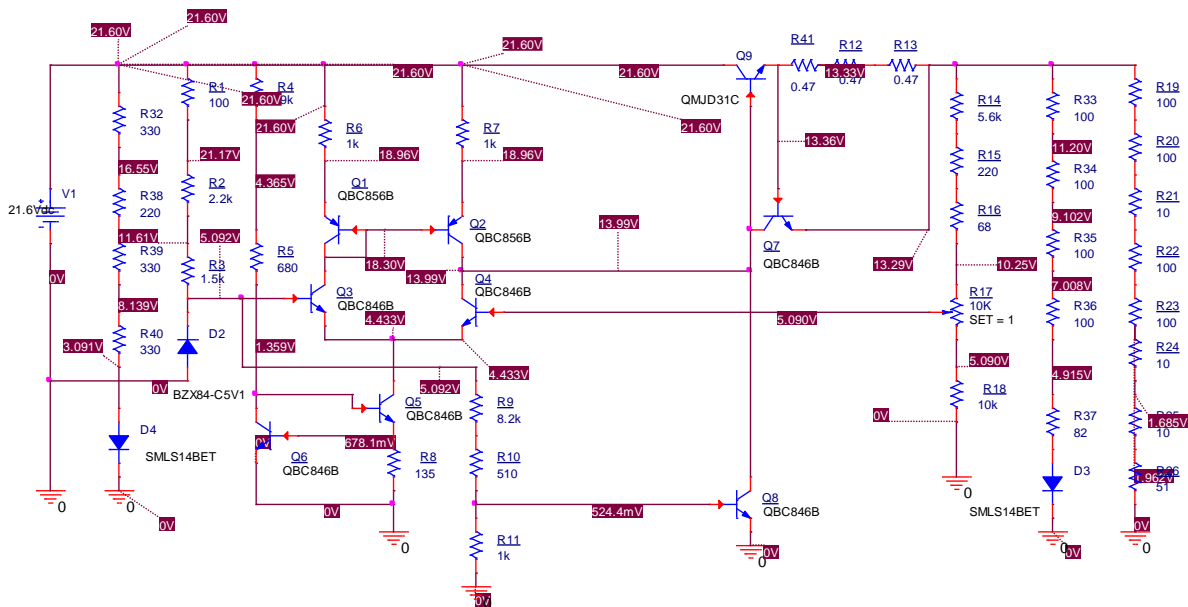 21.60V
21.60V
21.60V
21.60V
21.60V
21.60V
21.60V
21.60V
21.60V
Q9
QMJD31C
R41
0.47
R12
13.33V
0.47
R13
0.47
R32
330
R1
100
R4
R6
1k
R7
1k
R14
5.6k
R33
100
R19
100
16.55V
21.17V
18.96V
18.96V
13.36V
R15
220
11.20V
R20
100
4.365V
R34
100
V1
21.6Vdc
R38
220
R2
2.2k
Q1
QBC856B
Q2
QBC856B
Q7
QBC846B
R16
68
9.102V
R21
10
11.61V
5.092V
13.99V
R39
330
R3
1.5k
R5
680
18.30V
13.99V
13.29V
10.25V
R35
100
R22
100
0V
Q3
QBC846B
Q4
QBC846B
7.008V
8.139V
R17
10K
SET = 1
R36
100
R23
100
4.433V
5.090V
R40
330
D2
1.359V
3.091V
4.433V
5.090V
R24
10
BZX84-C5V1
0V
5.092V
4.915V
R18
10k
D4
SMLS14BET
Q5
QBC846B
R9
8.2k
0V
R37
82
1.685V
10
0V
Q6
QBC846B
678.1mV
R8
135
R10
510
1.962V
51
D3
SMLS14BET
Q8
QBC846B
0
0
0V
0V
524.4mV
0
0V
0
R11
1k
0
0V
0
0V
0
0V
0